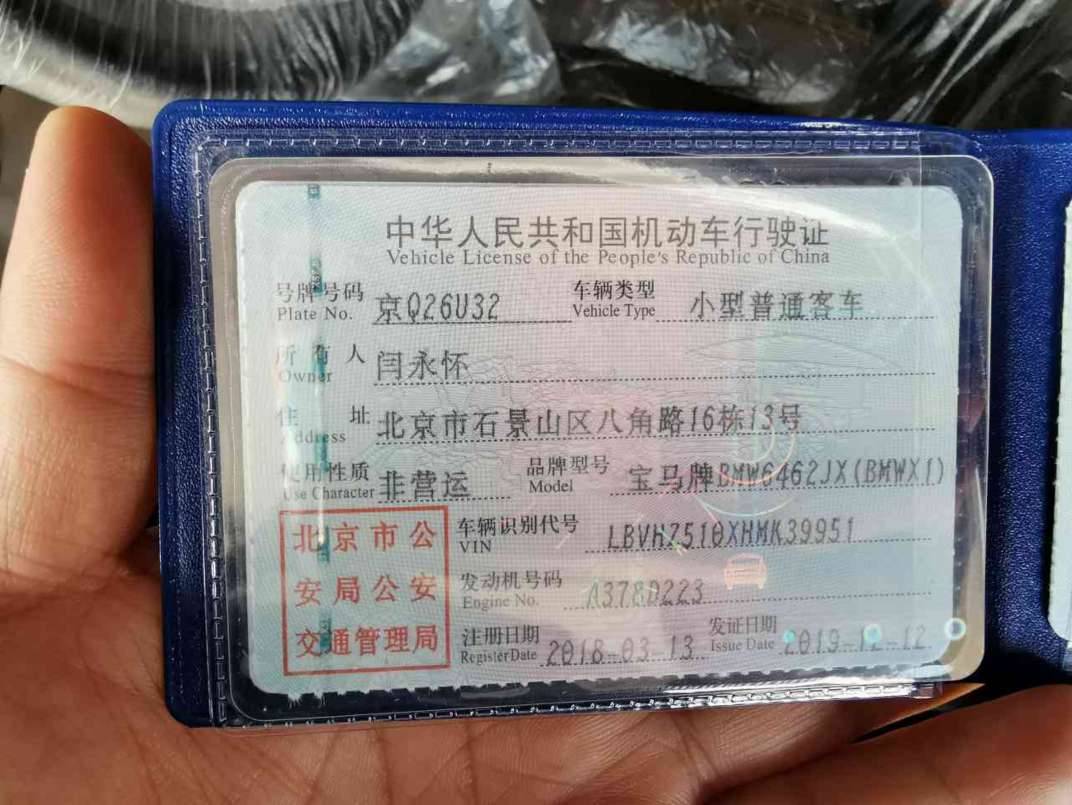 中华人民共和国机动车行驶证
Vehicle License of the People's Republic of China
号牌号码 京Q26U32 车辆类型 小型普通客车
Plate No. Vehicle Type
所有人 闫永怀
Owner
住址 北京市石景山区八角路16栋13号
Address
使用性质 非营运 品牌型号 宝马牌BMW6462JX(BMWX1)
Use Character Model
北京市公
安局公安
交通管理局
车辆识别代号 LBVHZ510XHMK39951
VIN
发动机号码 A378D223
Engine No.
注册日期 2018-03-13 发证日期 2019-12-12
Register Date Issue Date